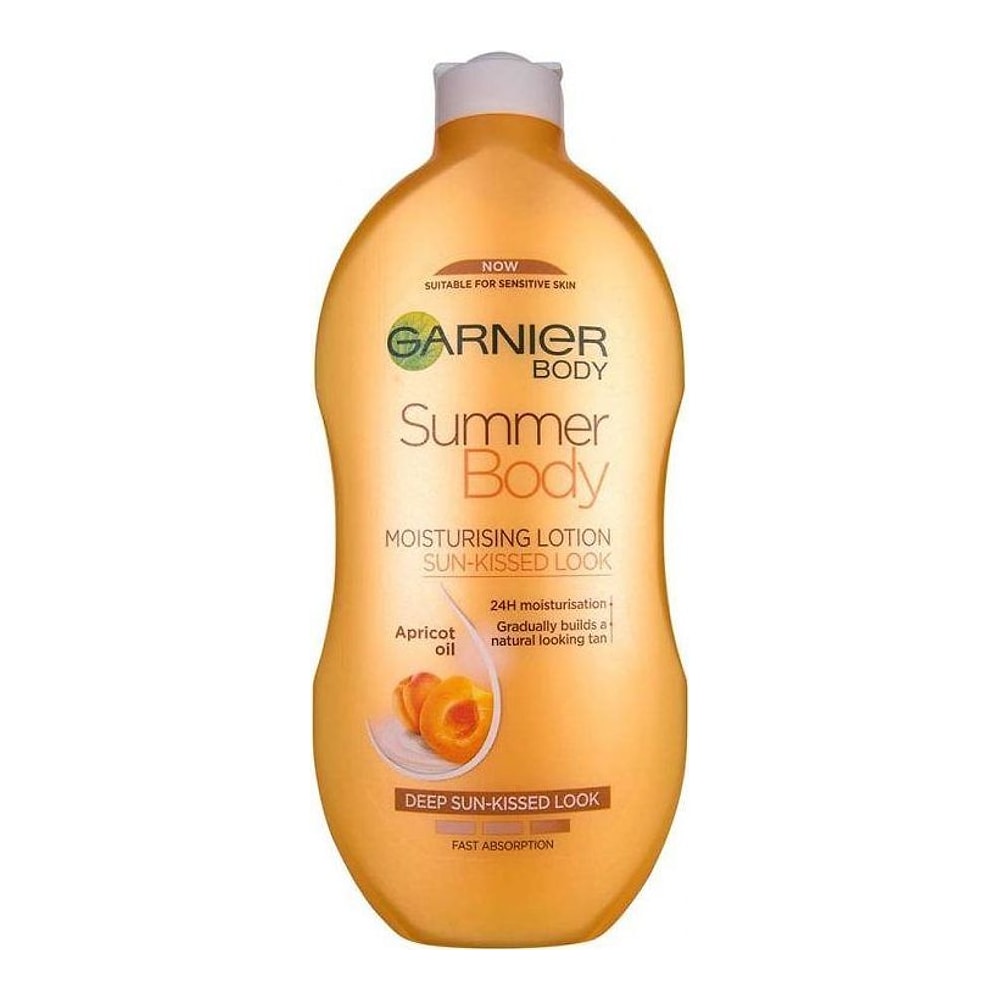 NOW
SUITABLE FOR SENSITIVE SKIN
GARNIER
BODY
Summer
Body
MOISTURISING LOTION
SUN-KISSED LOOK
24H moisturisation
Gradually builds a
natural looking tan
Apricot
oil
DEEP SUN-KISSED LOOK
FAST ABSORPTION